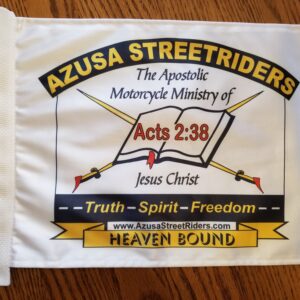 AZUSA STREETRIDERS
The Apostolic
Motorcycle Ministry of
Acts 2:38
Jesus Christ
Truth - Spirit - Freedom
www.AzusaStreetRiders.com
HEAVEN BOUND